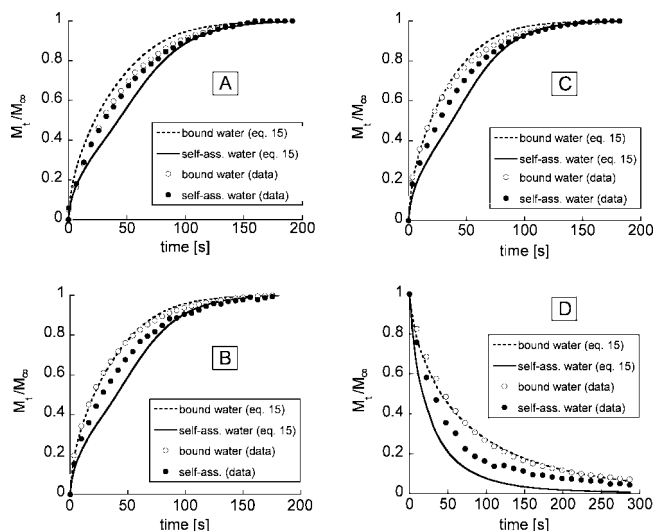 1
0.8
0.6
0.4
0.2
0
M_t/M_∞
A
bound water (eq. 15)
self-ass. water (eq. 15)
bound water (data)
self-ass. water (data)
0 50 100 150 200
time [s]
1
0.8
0.6
0.4
0.2
0
M_t/M_∞
C
bound water (eq. 15)
self-ass. water (eq. 15)
bound water (data)
self-ass. water (data)
0 50 100 150 200
time [s]
1
0.8
0.6
0.4
0.2
0
M_t/M_∞
B
bound water (eq. 15)
self-ass. water (eq. 15)
bound water (data)
self-ass. (data)
0 50 100 150 200
time [s]
1
0.8
0.6
0.4
0.2
0
M_t/M_∞
D
bound water (eq. 15)
self-ass. water (eq. 15)
bound water (data)
self-ass. water (data)
0 50 100 150 200 250 300
time [s]